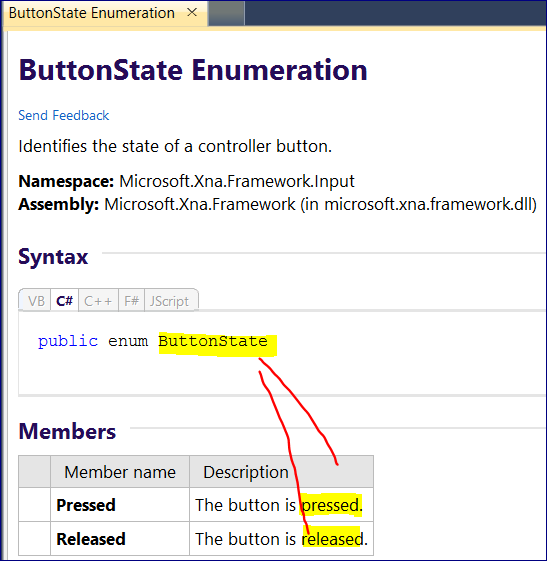 ButtonState Enumeration ×
ButtonState Enumeration
Send Feedback
Identifies the state of a controller button.
Namespace: Microsoft.Xna.Framework.Input
Assembly: Microsoft.Xna.Framework (in microsoft.xna.framework.dll)
Syntax
VB C# C++ F# JScript
public enum ButtonState
Members
Member name Description
Pressed The button is pressed.
Released The button is released.